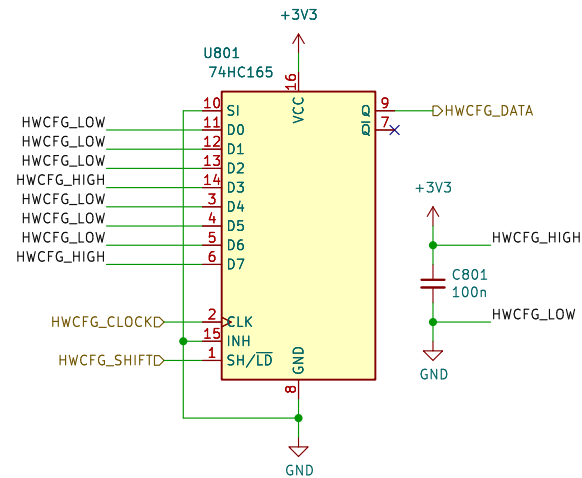 +3V3
U801
74HC165
16
VCC
10 SI
HWCFG_LOW 11 D0
HWCFG_LOW 12 D1
HWCFG_LOW 13 D2
HWCFG_HIGH 14 D3
HWCFG_LOW 3 D4
HWCFG_LOW 4 D5
HWCFG_LOW 5 D6
HWCFG_HIGH 6 D7
HWCFG_CLOCK 2 CLK
15 INH
HWCFG_SHIFT 1 SH/LD
Q 9 HWCFG_DATA
Q 7
GND
8
GND
+3V3
HWCFG_HIGH
C801
100n
HWCFG_LOW
GND